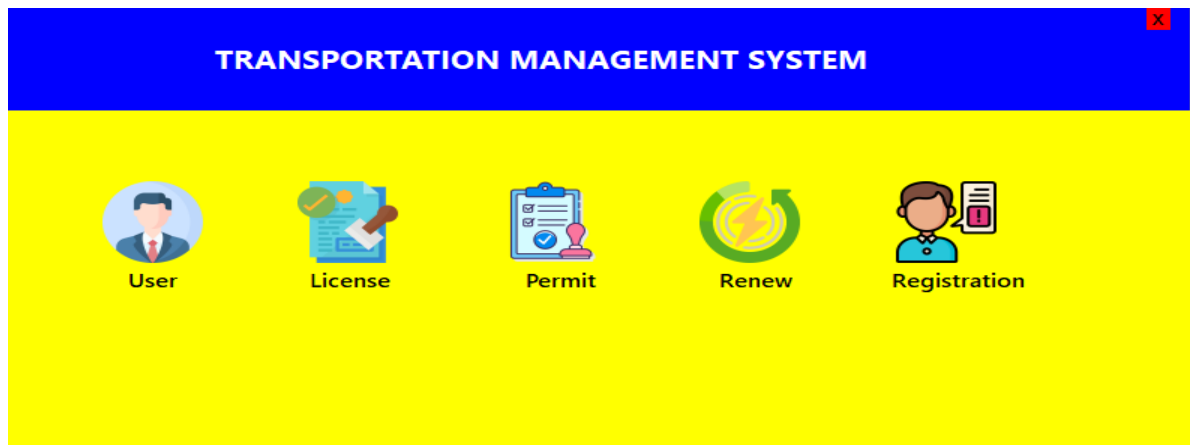 X
TRANSPORTATION MANAGEMENT SYSTEM
User License Permit Renew Registration